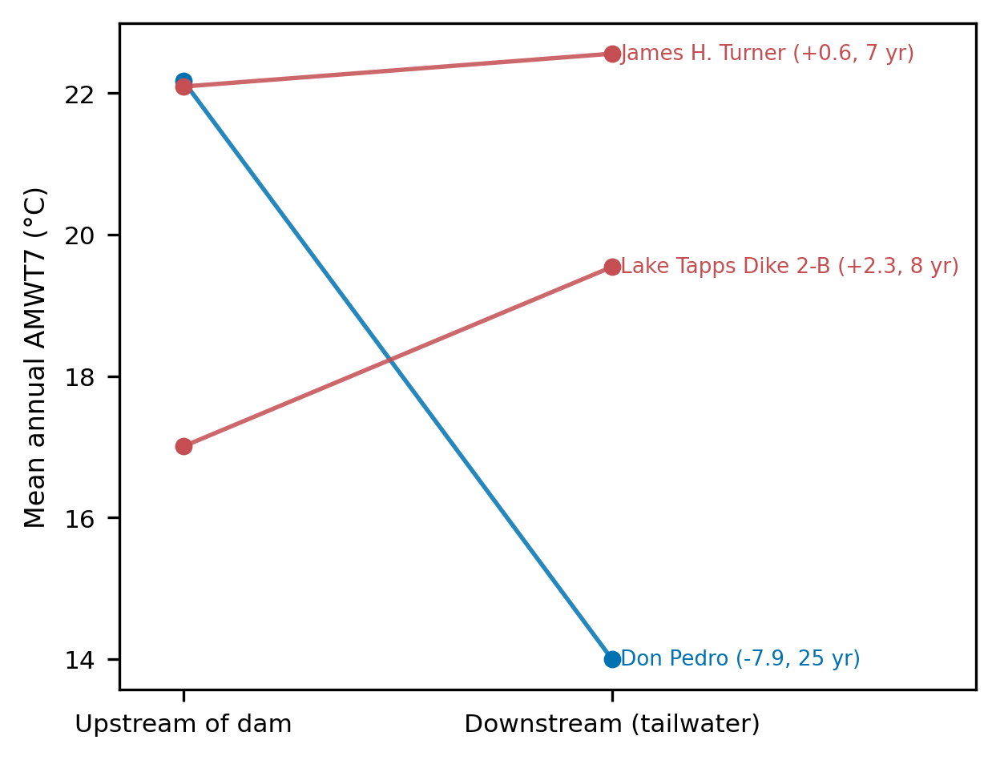 James H. Turner (+0.6, 7 yr)
22
20
Lake Tapps Dike 2-B (+2.3, 8 yr)
18
16
14
Don Pedro (-7.9, 25 yr)
Mean annual AMWT7 (°C)
Upstream of dam
Downstream (tailwater)